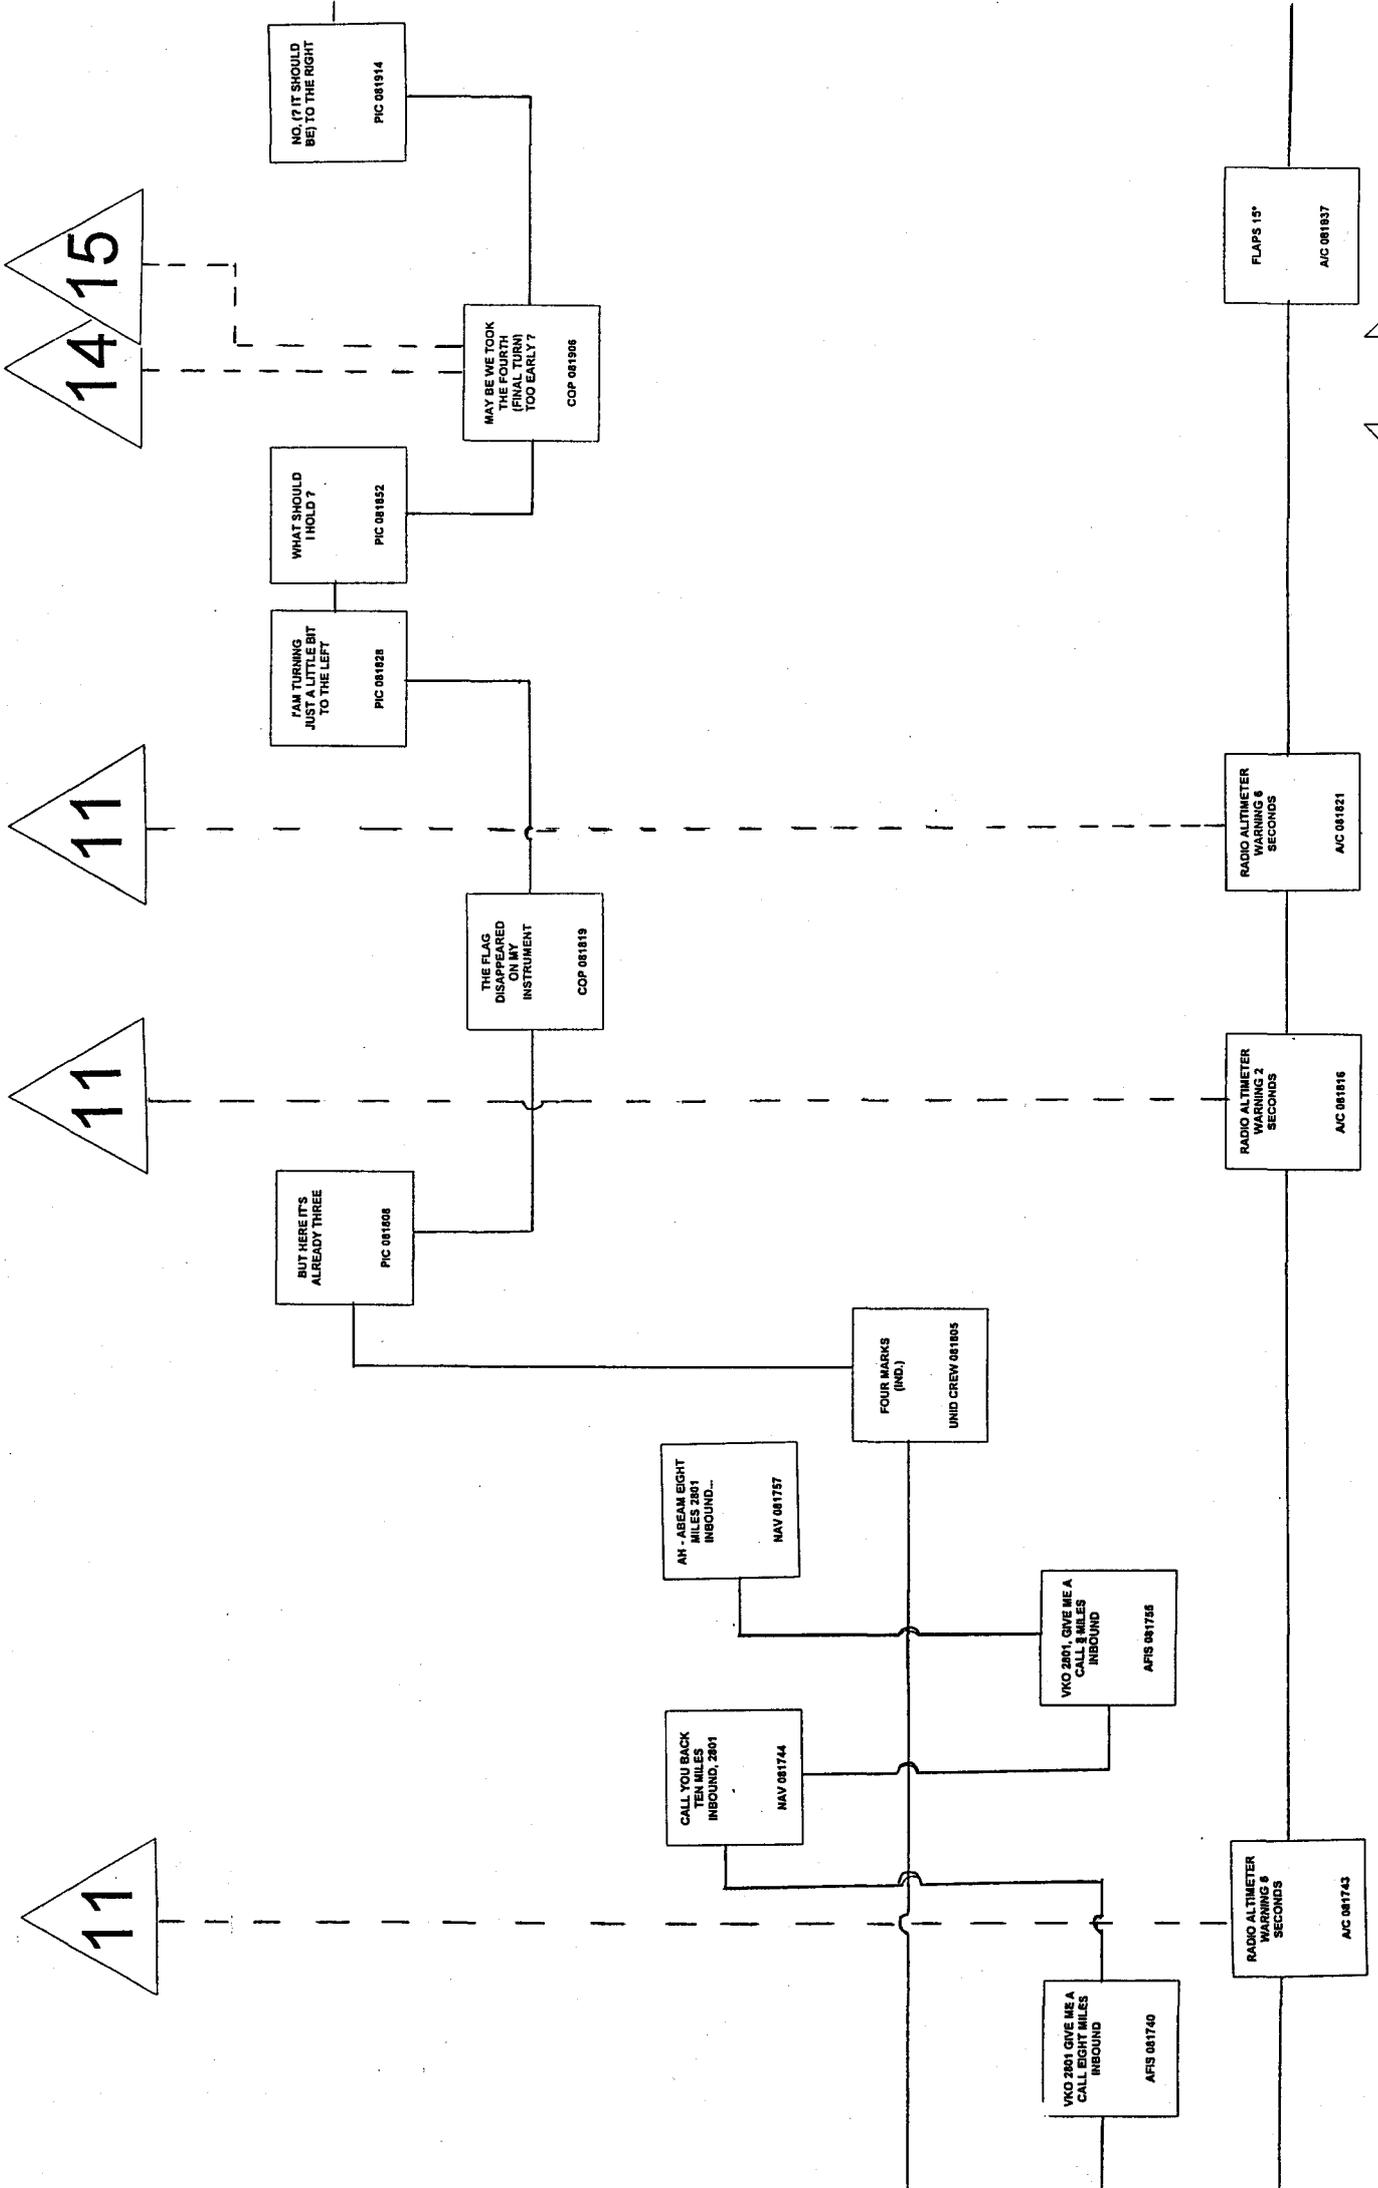 11
11
11
14
15
BUT HERE IT'S
ALREADY THREE
PIC 081808
I'AM TURNING
JUST A LITTLE BIT
TO THE LEFT
PIC 081828
WHAT SHOULD
I HOLD ?
PIC 081852
NO, (? IT SHOULD
BE) TO THE RIGHT
PIC 081914
THE FLAG
DISAPPEARED
ON MY
INSTRUMENT
COP 081819
MAY BE WE TOOK
THE FOURTH
(FINAL TURN)
TOO EARLY ?
COP 081906
CALL YOU BACK
TEN MILES
INBOUND, 2801
NAV 081744
AH - ABEAM EIGHT
MILES 2801
INBOUND...
NAV 081757
FOUR MARKS
(IND.)
UNID CREW 081805
VKO 2801 GIVE ME A
CALL EIGHT MILES
INBOUND
AFIS 081740
VKO 2801, GIVE ME A
CALL 8 MILES
INBOUND
AFIS 081755
RADIO ALTIMETER
WARNING
SECONDS
A/C 081743
RADIO ALTIMETER
WARNING 2
SECONDS
A/C 081816
RADIO ALITIMETER
WARNING 6
SECONDS
A/C 081821
FLAPS 15°
A/C